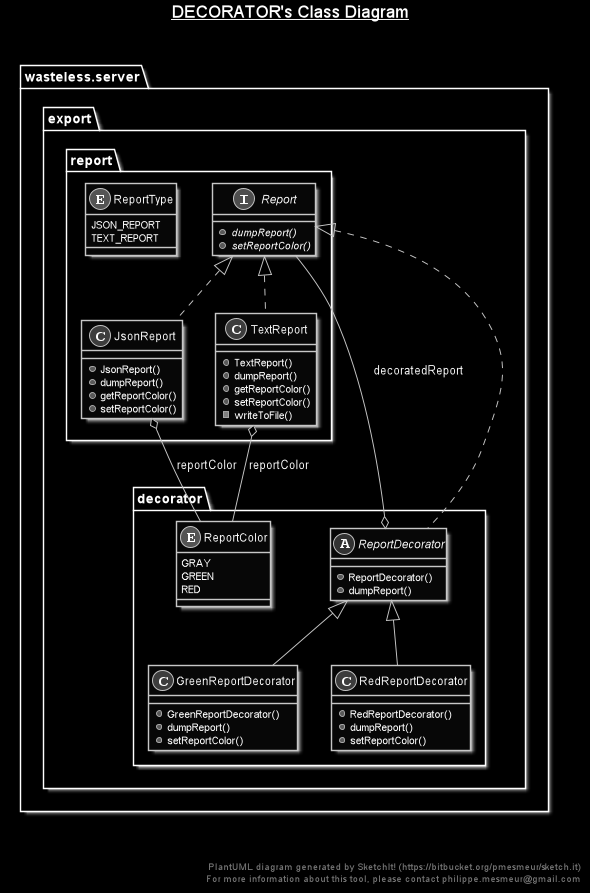 DECORATOR's Class Diagram
wasteless.server
export
report
E ReportType
JSON_REPORT
TEXT_REPORT
I Report
dumpReport()
setReportColor()
C JsonReport
JsonReport()
dumpReport()
getReportColor()
setReportColor()
C TextReport
TextReport()
dumpReport()
getReportColor()
setReportColor()
writeToFile()
decoratedReport
reportColor
reportColor
decorator
E ReportColor
GRAY
GREEN
RED
A ReportDecorator
ReportDecorator()
dumpReport()
C GreenReportDecorator
GreenReportDecorator()
dumpReport()
setReportColor()
C RedReportDecorator
RedReportDecorator()
dumpReport()
setReportColor()
PlantUML diagram generated by SketchIt! (https://bitbucket.org/pmesmeur/sketch.it)
For more information about this tool, please contact philippe.mesmeur@gmail.com